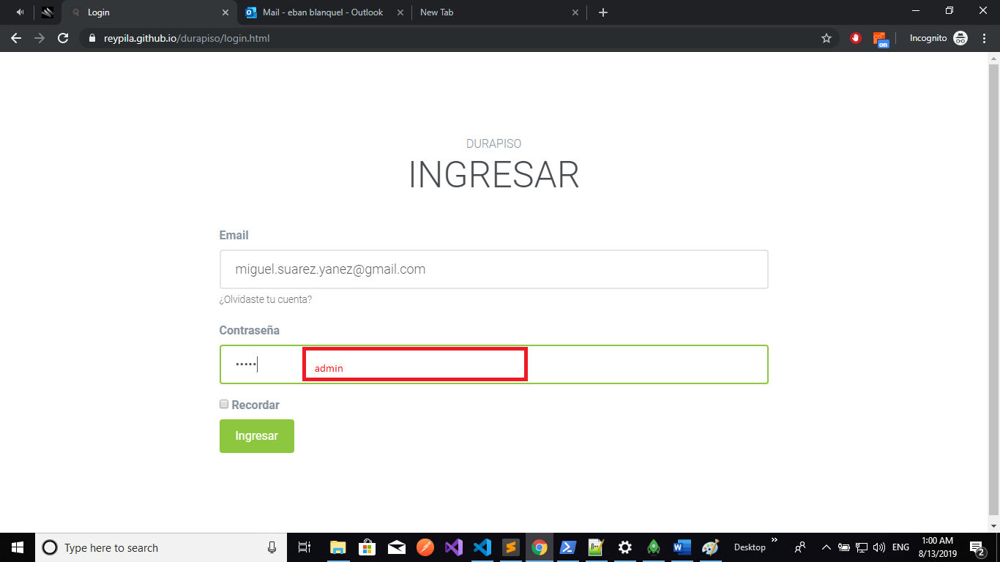 Login
Mail - eban blanquel - Outlook
New Tab
reypila.github.io/durapiso/login.html
on
Incognito
DURAPISO
INGRESAR
Email
miguel.suarez.yanez@gmail.com
¿Olvidaste tu cuenta?
Contraseña
•••••
admin
Recordar
Ingresar
Type here to search
Desktop
ENG
1:00 AM
8/13/2019
2